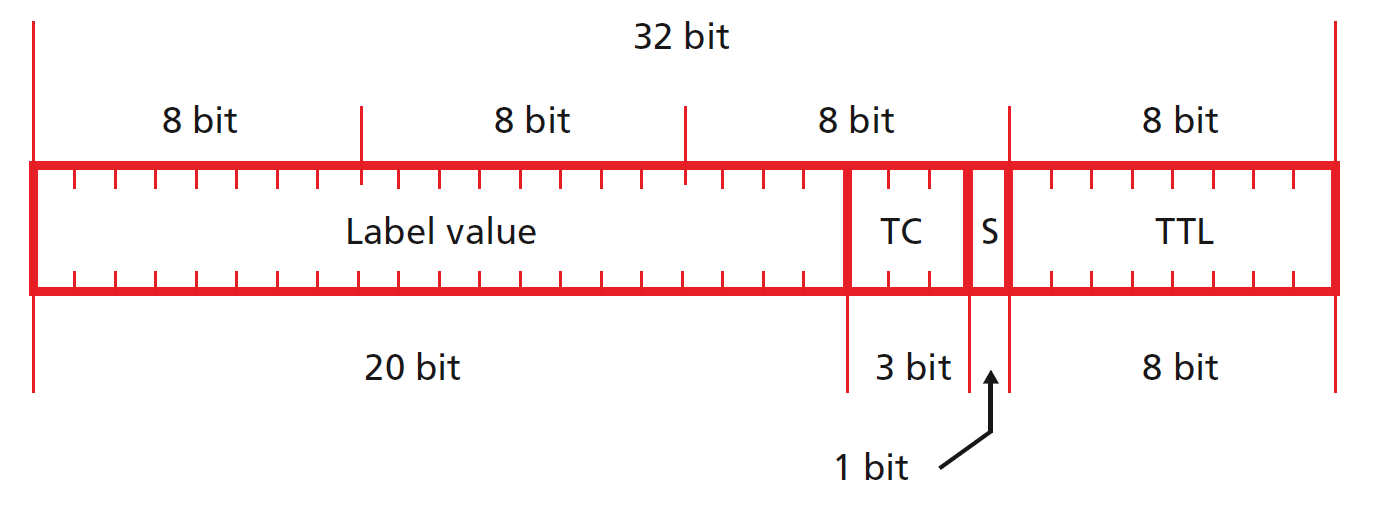 32 bit
8 bit 8 bit 8 bit 8 bit
Label value TC S TTL
20 bit 3 bit 8 bit
1 bit